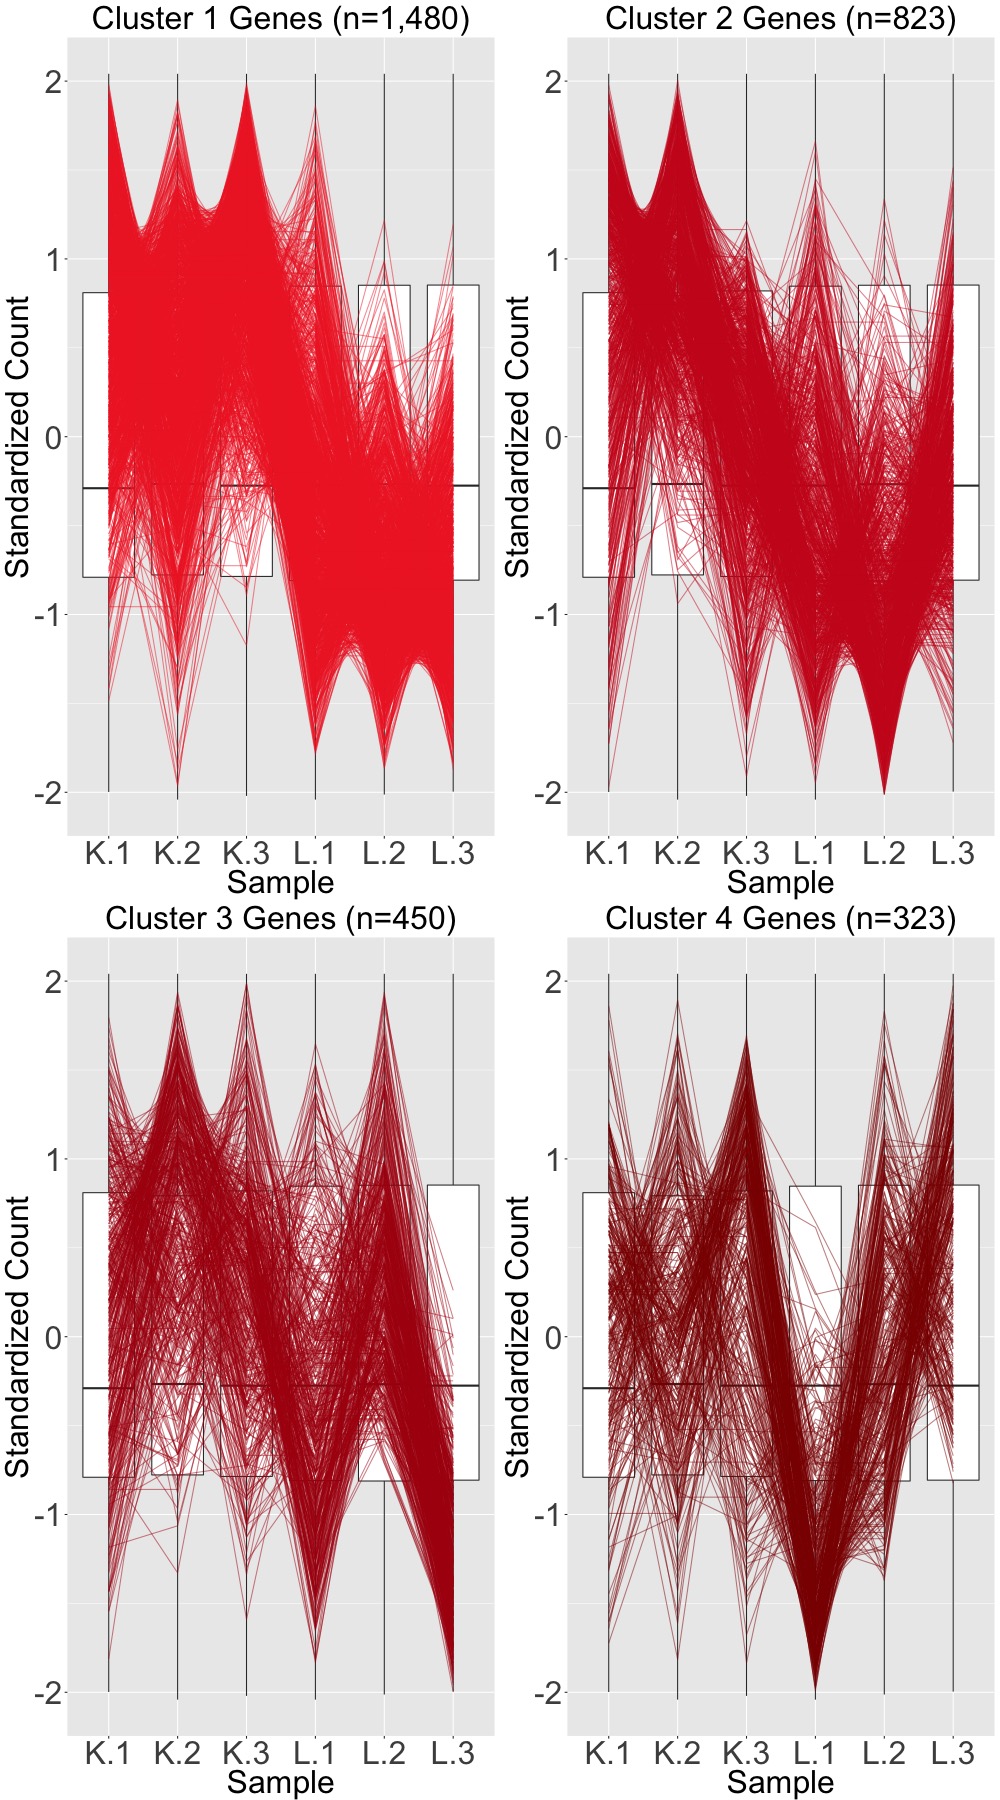 Cluster 1 Genes (n=1,480)
Standardized Count
2
1
0
-1
-2
K.1 K.2 K.3 L.1 L.2 L.3
Sample
Cluster 2 Genes (n=823)
Standardized Count
2
1
0
-1
-2
K.1 K.2 K.3 L.1 L.2 L.3
Sample
Cluster 3 Genes (n=450)
Standardized Count
2
1
0
-1
-2
K.1 K.2 K.3 L.1 L.2 L.3
Sample
Cluster 4 Genes (n=323)
Standardized Count
2
1
0
-1
-2
K.1 K.2 K.3 L.1 L.2 L.3
Sample